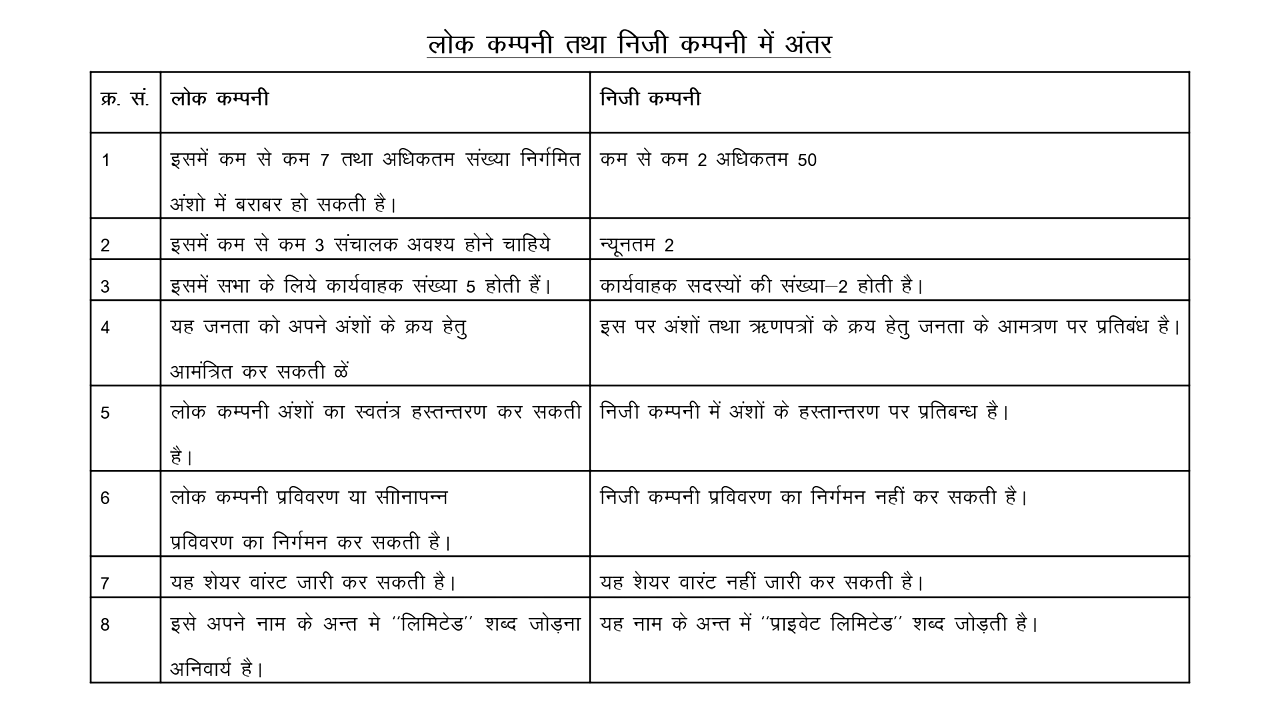 लोक कम्पनी तथा निजी कम्पनी में अंतर
क्र. सं. लोक कम्पनी निजी कम्पनी
1 इसमें कम से कम 7 तथा अधिकतम संख्या निर्गमित कम से कम 2 अधिकतम 50
अंशो में बराबर हो सकती है।
2 इसमें कम से कम 3 संचालक अवश्य होने चाहिये न्यूनतम 2
3 इसमें सभा के लिये कार्यवाहक संख्या 5 होती हैं। कार्यवाहक सदस्यों की संख्या–2 होती है।
4 यह जनता को अपने अंशों के क्रय हेतु इस पर अंशों तथा ऋणपत्रों के क्रय हेतु जनता के आमत्रण पर प्रतिबंध है।
आमंत्रित कर सकती ळें
5 लोक कम्पनी अंशों का स्वतंत्र हस्तन्तरण कर सकती निजी कम्पनी में अंशों के हस्तान्तरण पर प्रतिबन्ध है।
है।
6 लोक कम्पनी प्रविवरण या सीानापन्न निजी कम्पनी प्रविवरण का निर्गमन नहीं कर सकती है।
प्रविवरण का निर्गमन कर सकती है।
7 यह शेयर वांरट जारी कर सकती है। यह शेयर वारंट नहीं जारी कर सकती है।
8 इसे अपने नाम के अन्त मे ‘‘लिमिटेड’’ शब्द जोड़ना यह नाम के अन्त में ‘‘प्राइवेट लिमिटेड’’ शब्द जोड़ती है।
अनिवार्य है।